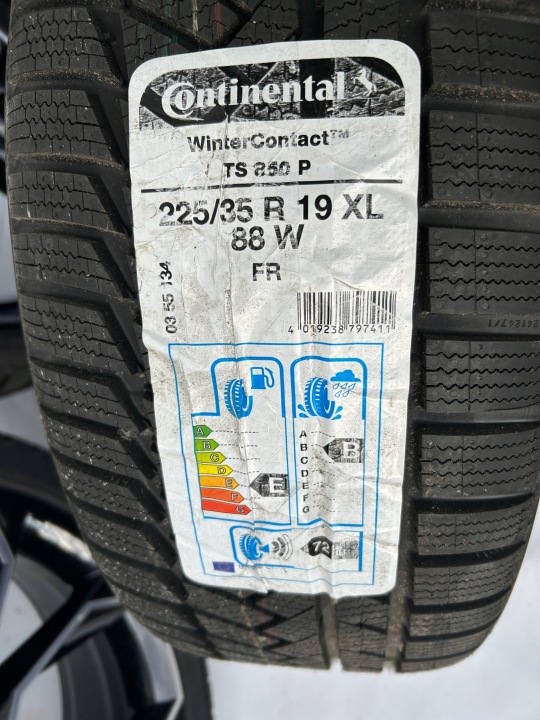 Continental
WinterContact™
TS 850 P
225/35 R 19 XL
88 W
FR
03 55 134
4 019238 797411
A
B
C
D
E
F
G
E
A
B
C
D
E
F
G
B
72